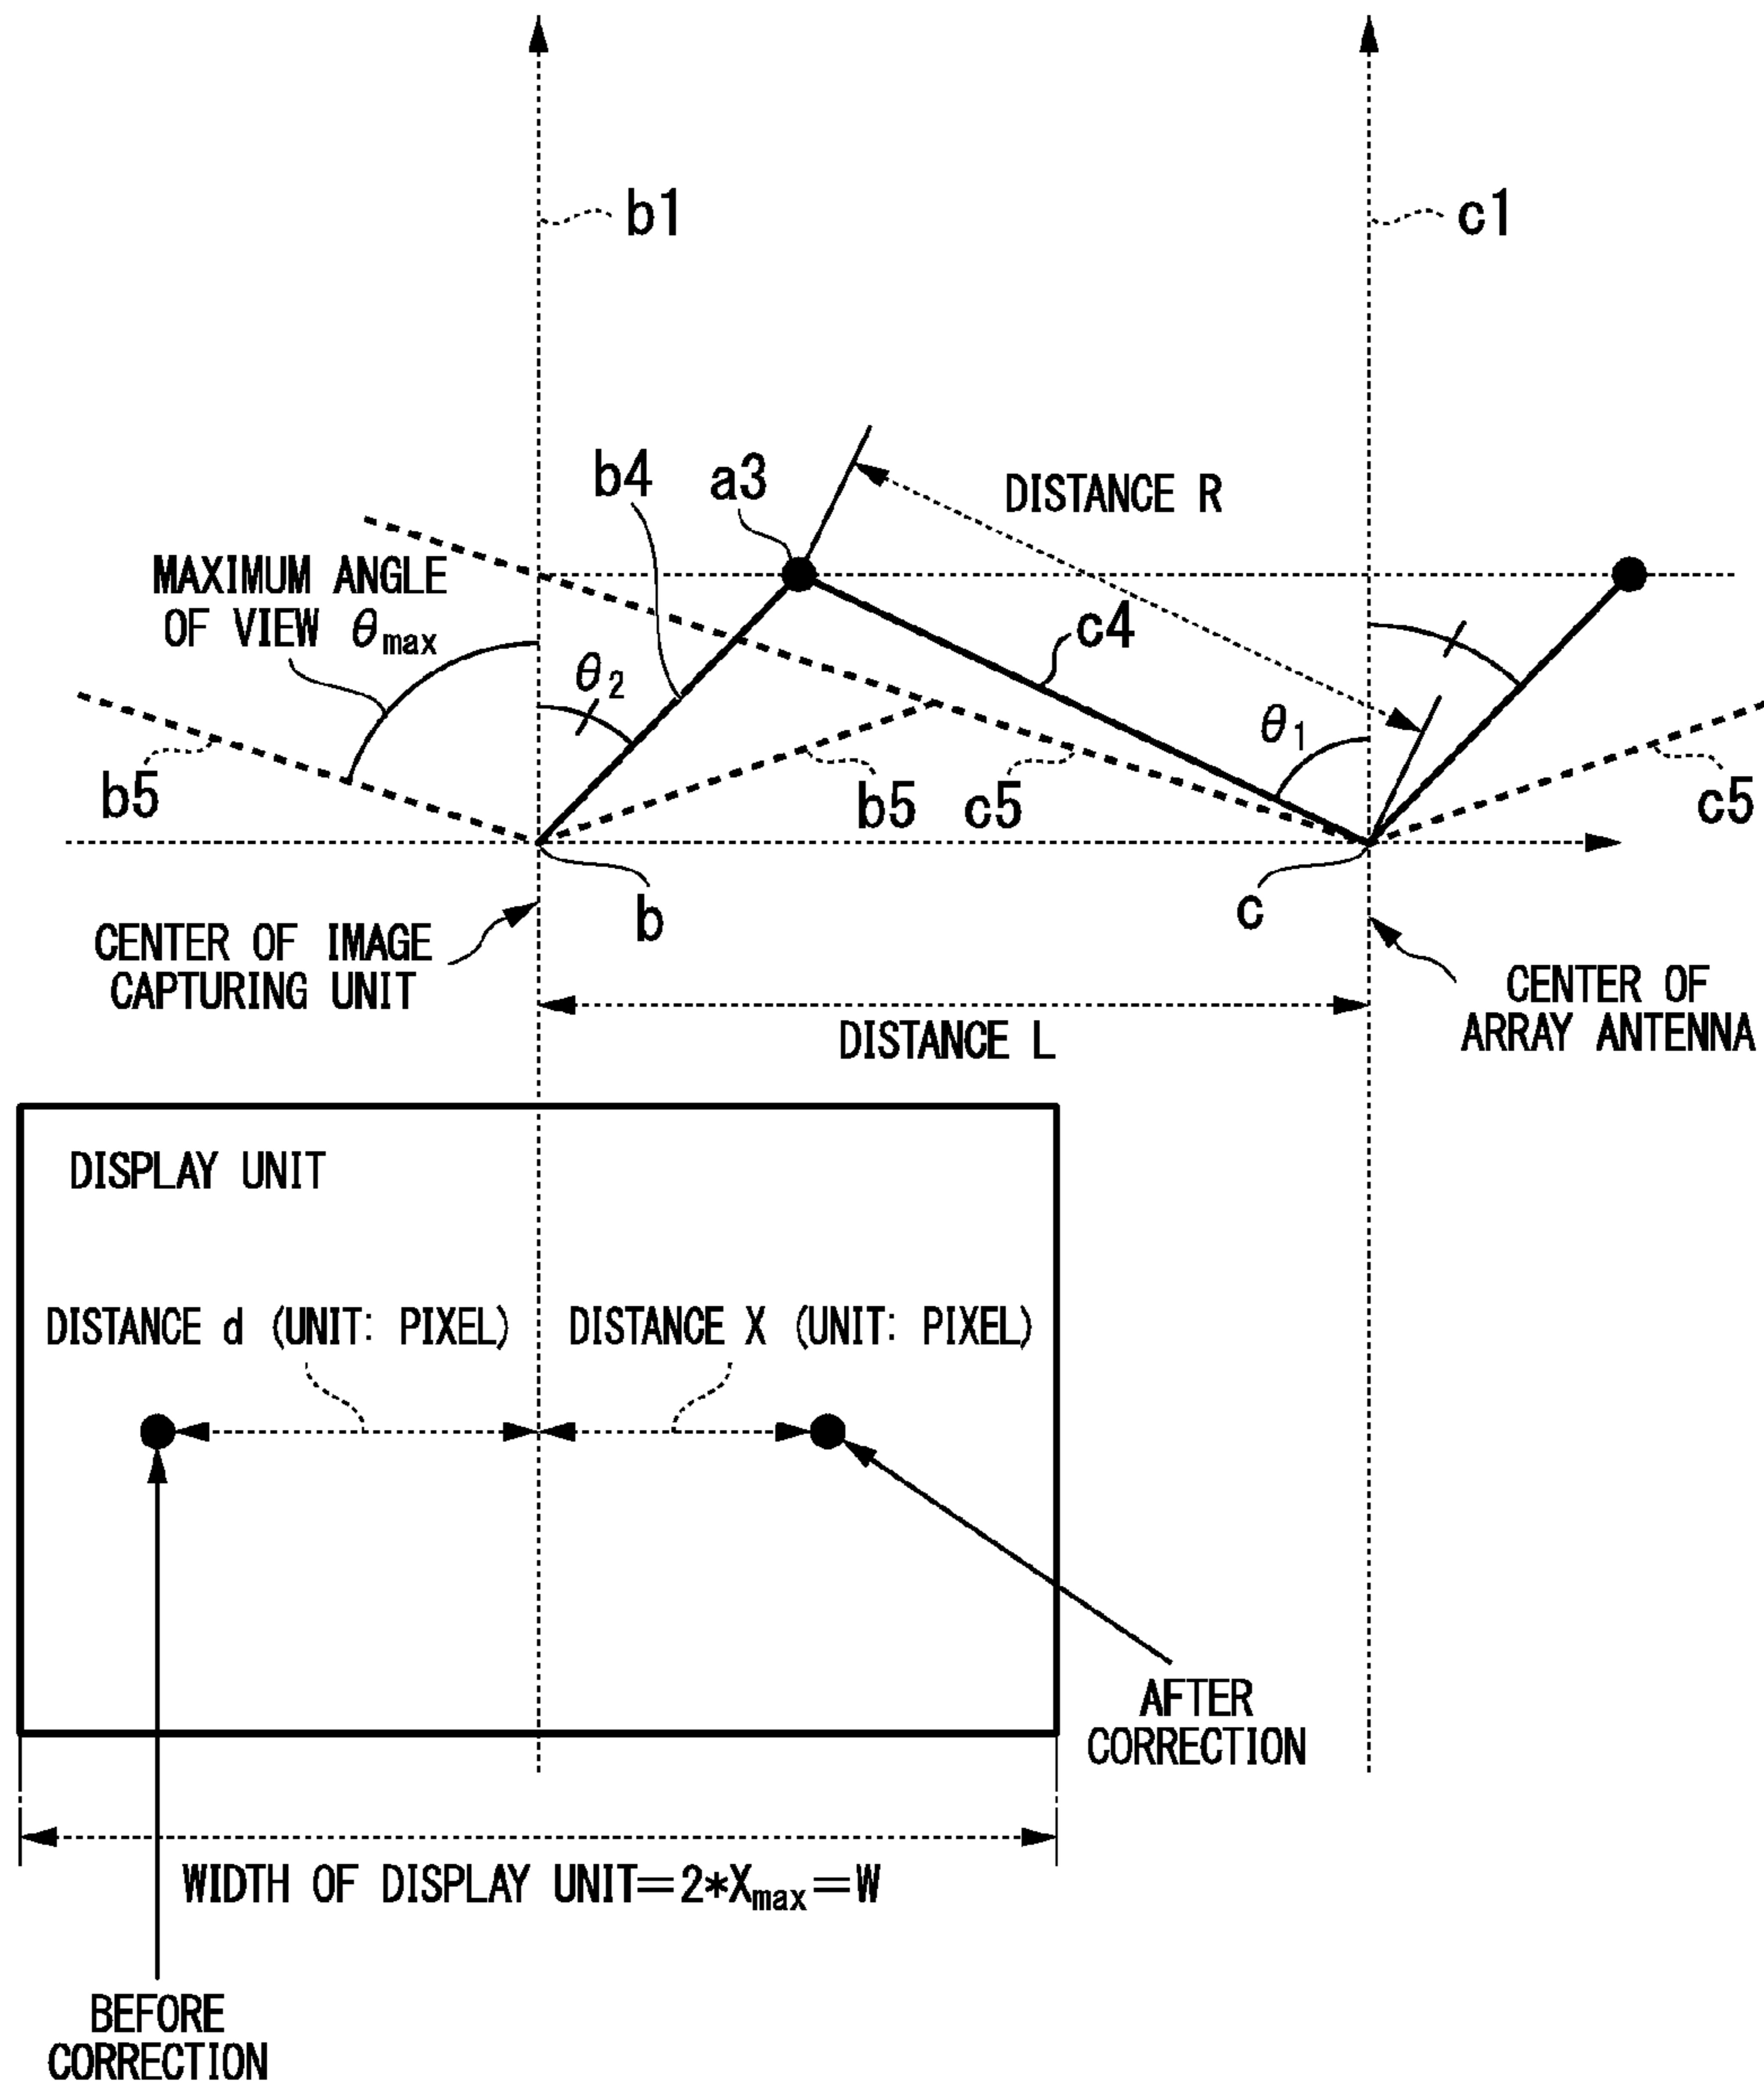 b1
c1
b4
a3
DISTANCE R
MAXIMUM ANGLE
OF VIEW θmax
θ2
c4
θ1
b5
b5
c5
c5
b
c
CENTER OF IMAGE
CAPTURING UNIT
CENTER OF
ARRAY ANTENNA
DISTANCE L
DISPLAY UNIT
DISTANCE d (UNIT: PIXEL)
DISTANCE X (UNIT: PIXEL)
AFTER
CORRECTION
WIDTH OF DISPLAY UNIT=2*Xmax=W
BEFORE
CORRECTION